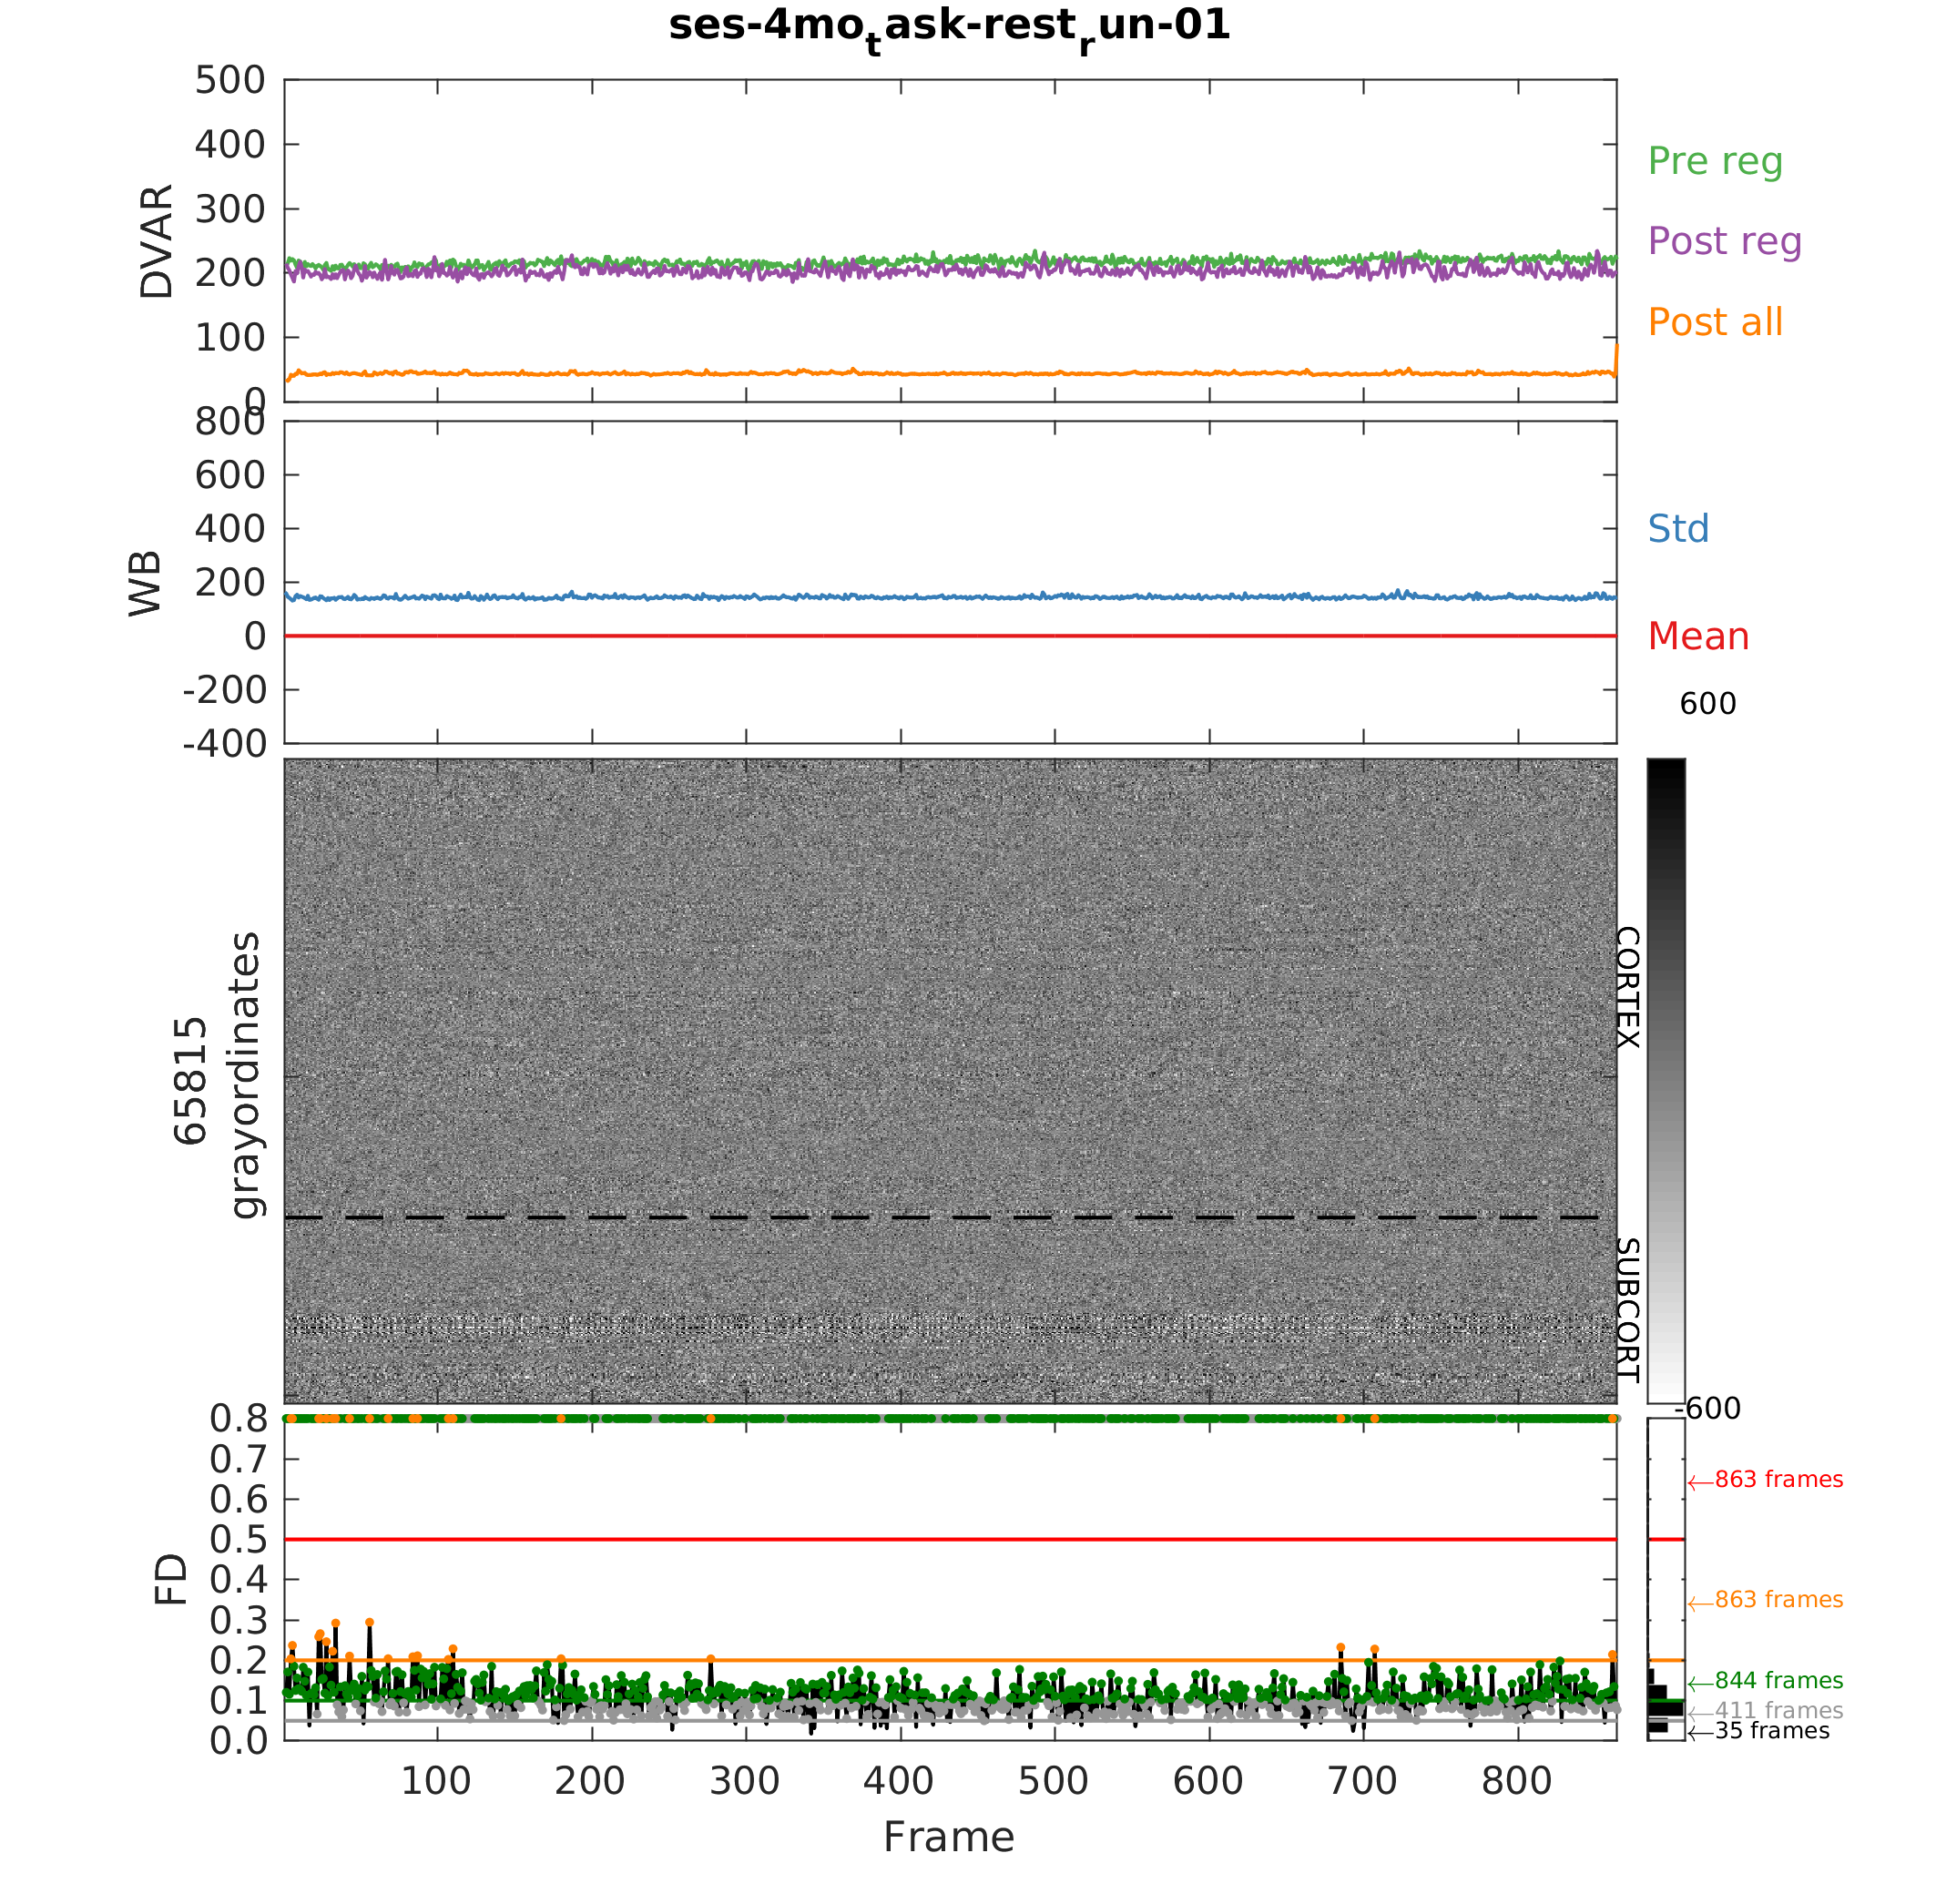 ses-4mo_task-rest_run-01
500
400
300
200
100
0
DVAR
Pre reg
Post reg
Post all
800
600
400
200
0
-200
-400
WB
Std
Mean
600
65815
grayordinates
CORTEX
SUBCORT
-600
0.8
0.7
0.6
0.5
0.4
0.3
0.2
0.1
0.0
FD
←863 frames
←863 frames
←844 frames
←411 frames
←35 frames
100 200 300 400 500 600 700 800
Frame